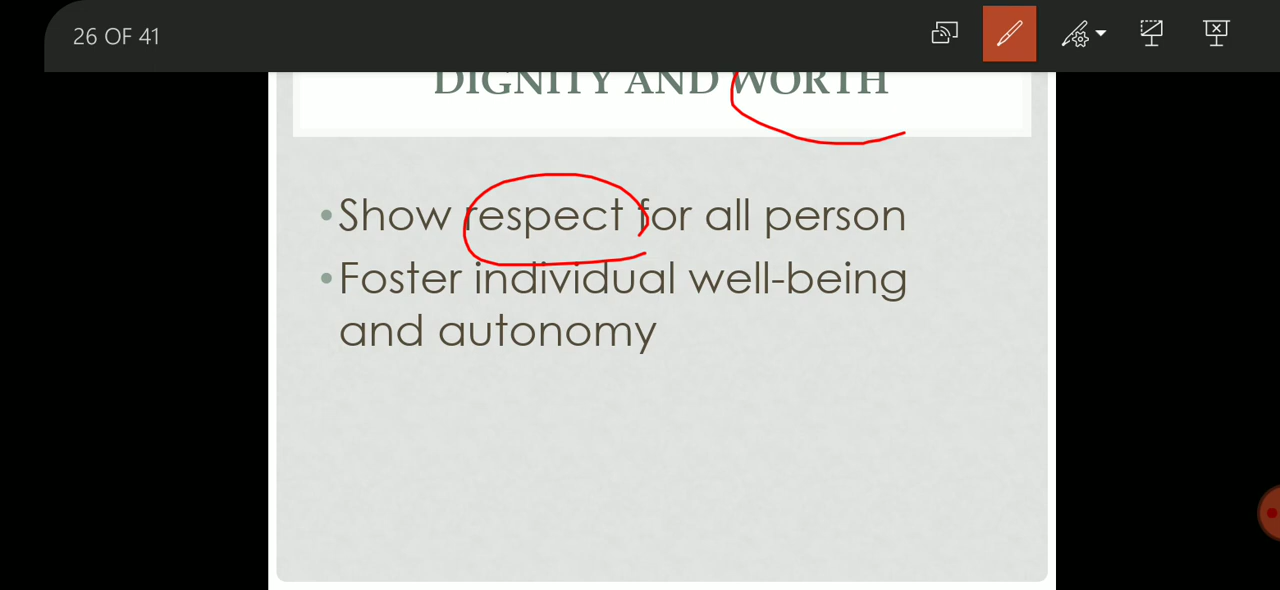 26 OF 41
DIGNITY AND WORTH
• Show respect for all person
• Foster individual well-being
and autonomy